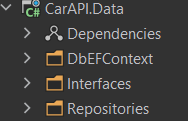 CarAPI.Data
Dependencies
DbEFContext
Interfaces
Repositories